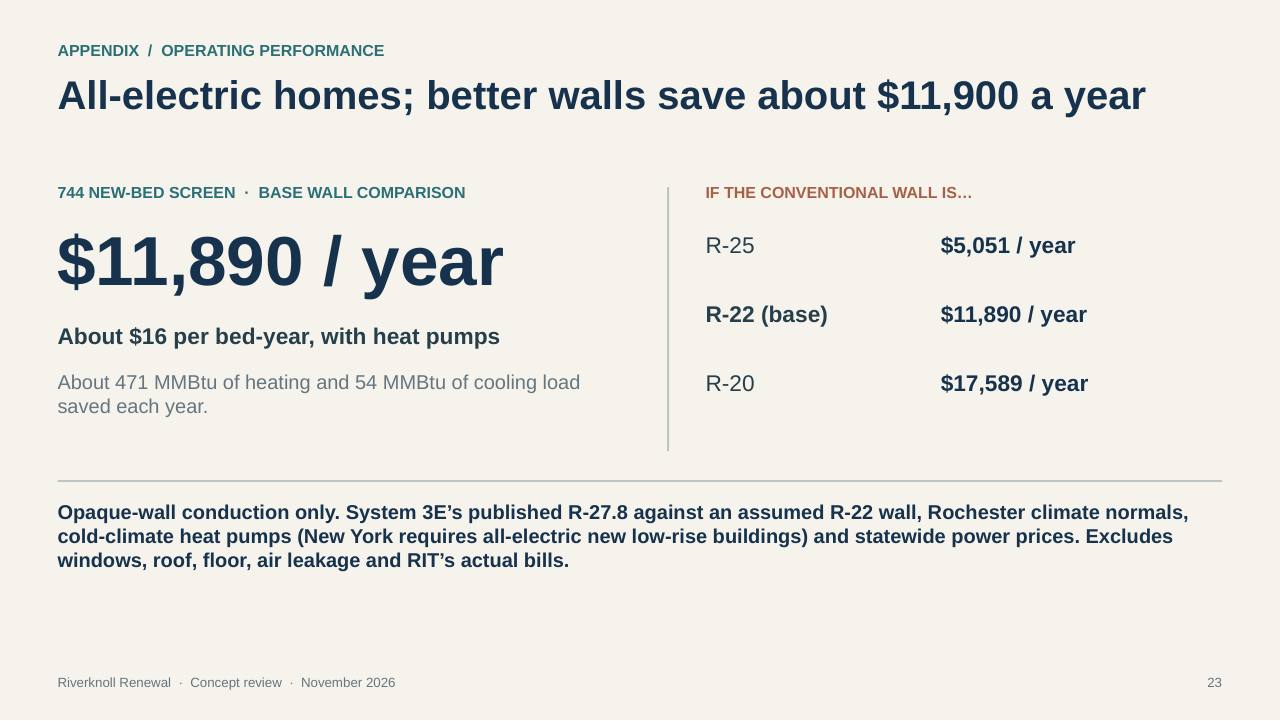 APPENDIX / OPERATING PERFORMANCE
All-electric homes; better walls save about $11,900 a year
744 NEW-BED SCREEN · BASE WALL COMPARISON
$11,890 / year
About $16 per bed-year, with heat pumps
About 471 MMBtu of heating and 54 MMBtu of cooling load
saved each year.
IF THE CONVENTIONAL WALL IS…
R-25 $5,051 / year
R-22 (base) $11,890 / year
R-20 $17,589 / year
Opaque-wall conduction only. System 3E’s published R-27.8 against an assumed R-22 wall, Rochester climate normals,
cold-climate heat pumps (New York requires all-electric new low-rise buildings) and statewide power prices. Excludes
windows, roof, floor, air leakage and RIT’s actual bills.
Riverknoll Renewal · Concept review · November 2026
23